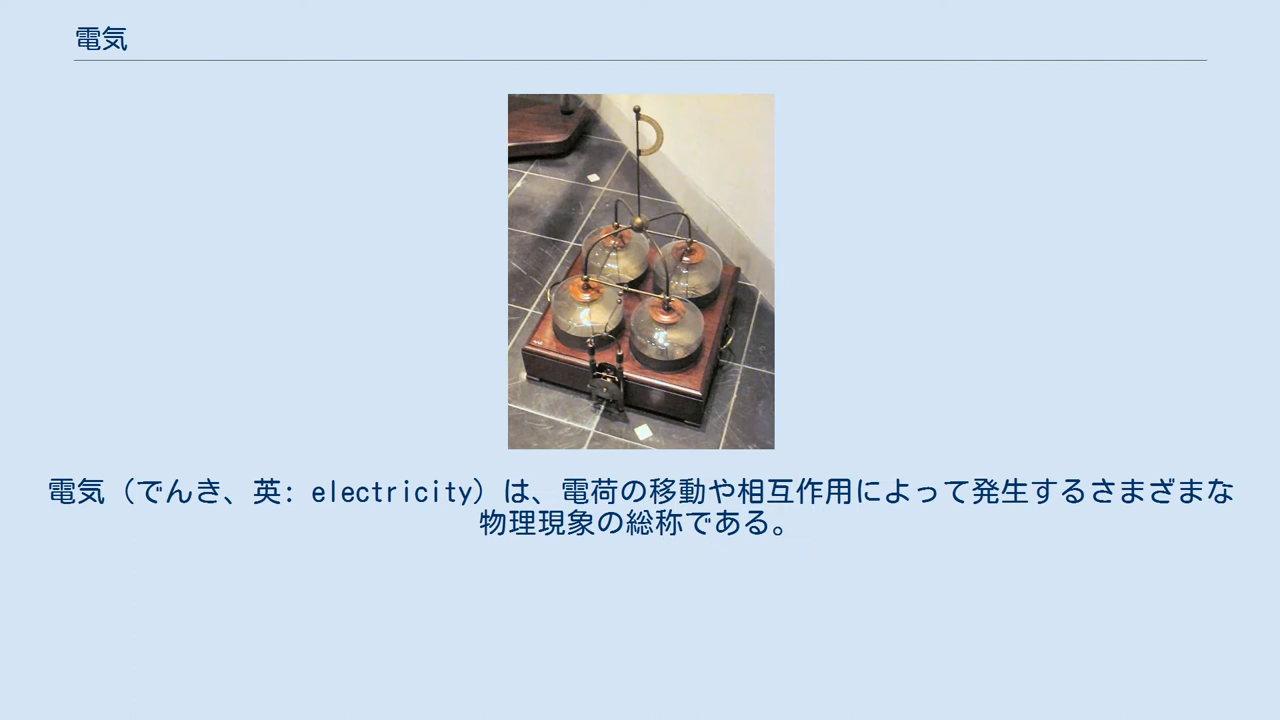 電気
電気（でんき、英: electricity）は、電荷の移動や相互作用によって発生するさまざまな
物理現象の総称である。